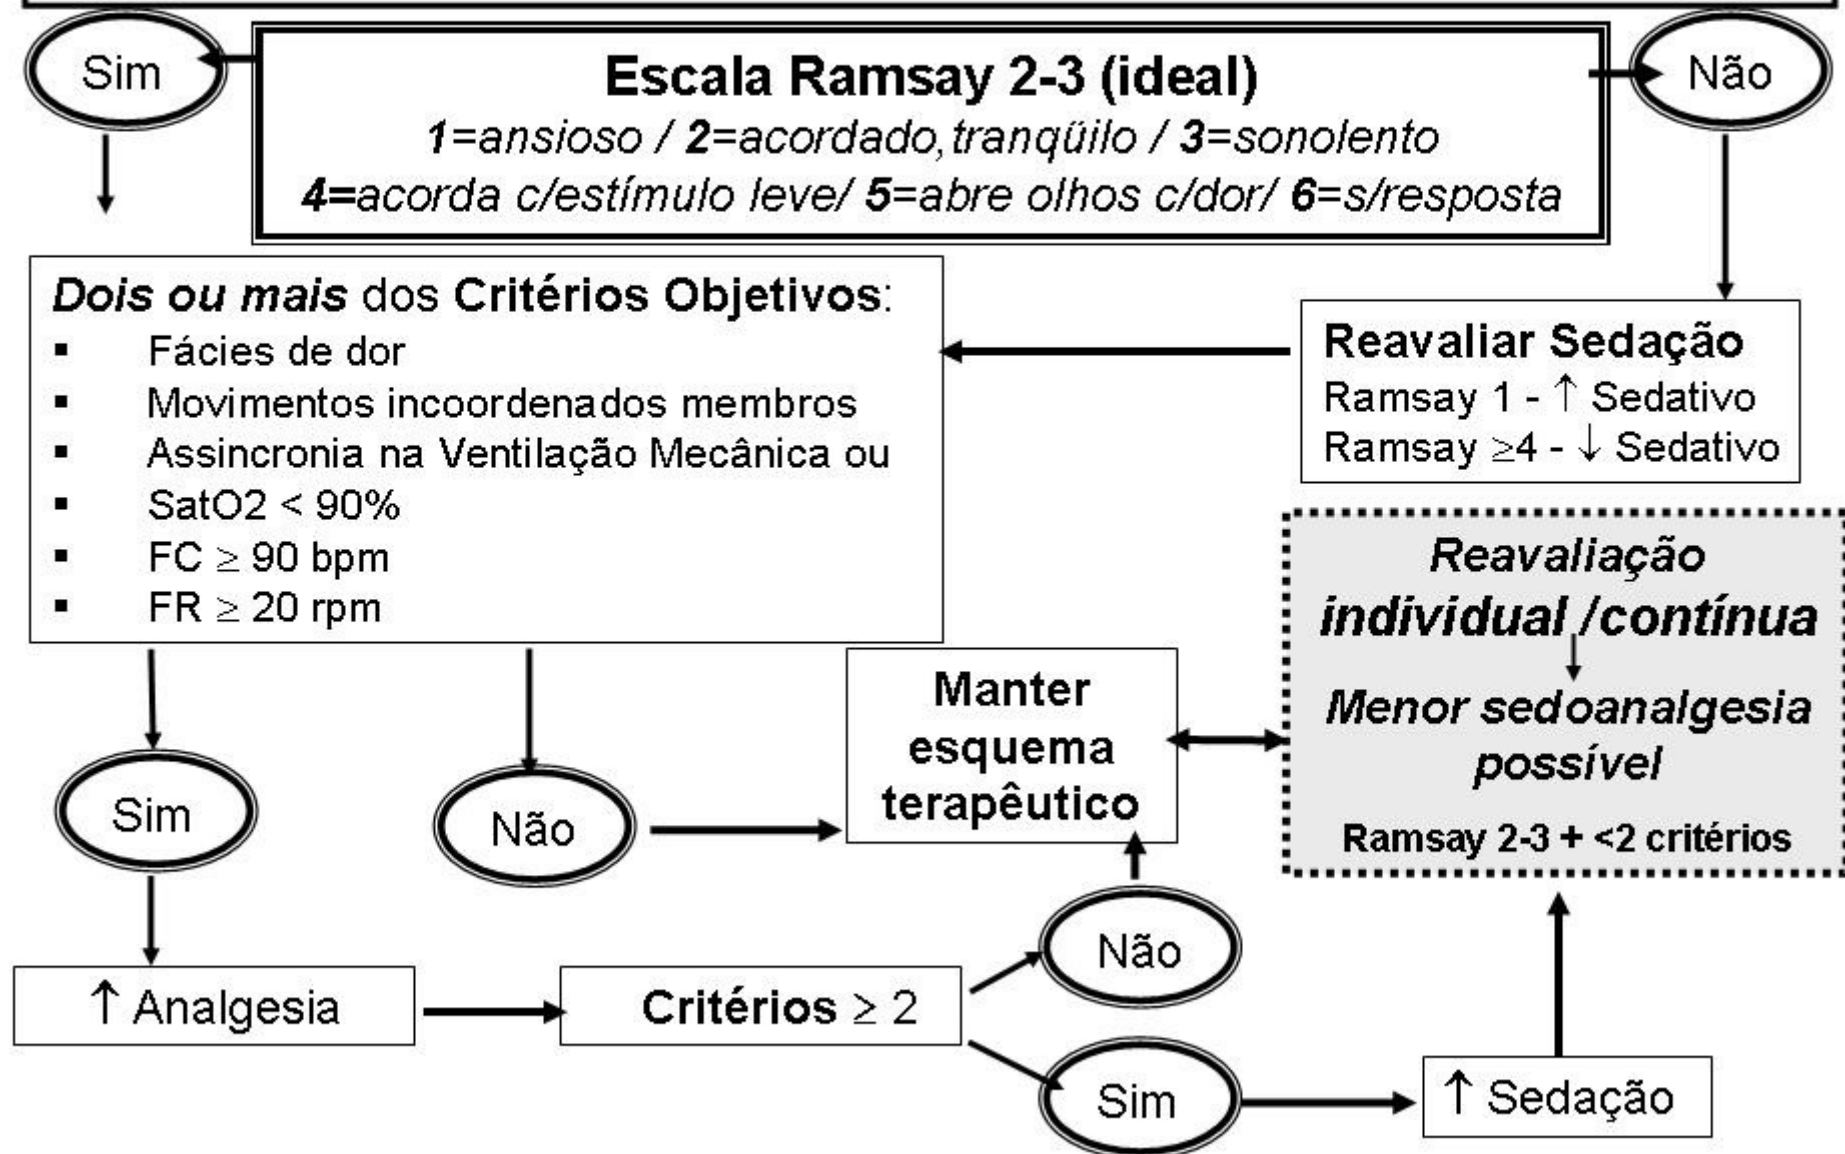 Sim
Escala Ramsay 2-3 (ideal)
1=ansioso / 2=acordado,tranqüilo / 3=sonolento
4=acorda c/estímulo leve/ 5=abre olhos c/dor/ 6=s/resposta
Não
Dois ou mais dos Critérios Objetivos:
▪ Fácies de dor
▪ Movimentos incoordenados membros
▪ Assincronia na Ventilação Mecânica ou
▪ SatO2 < 90%
▪ FC ≥ 90 bpm
▪ FR ≥ 20 rpm
Reavaliar Sedação
Ramsay 1 - ↑ Sedativo
Ramsay ≥4 - ↓ Sedativo
Reavaliação
individual /contínua
Menor sedoanalgesia
possível
Ramsay 2-3 + <2 critérios
Manter
esquema
terapêutico
Sim
Não
Não
↑ Analgesia
Critérios ≥ 2
Sim
↑ Sedação